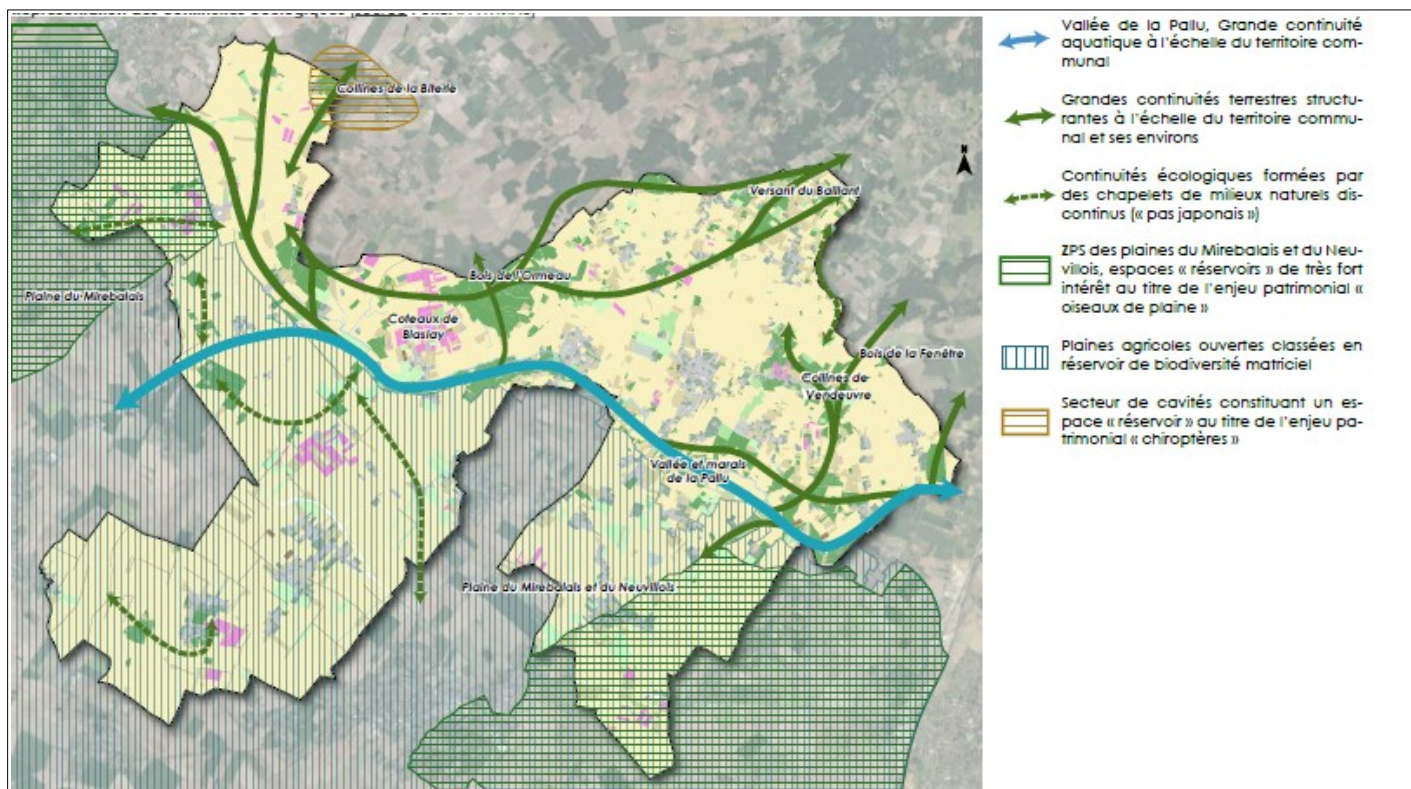 Représentation des continuités écologiques
Collines de la Biterie
Versant du Baillant
Bois de l'Ormeau
Plaine du Mirebalais
Coteaux de
Blaslay
Bois de la Fenêtre
Collines de
Vendeuvre
Vallée et marais
de la Pallu
Plaine du Mirebalais et du Neuvillois
N
Vallée de la Pallu, Grande continuité
aquatique à l'échelle du territoire com-
munal
Grandes continuités terrestres structu-
rantes à l'échelle du territoire commu-
nal et ses environs
Continuités écologiques formées par
des chapelets de milieux naturels dis-
continus (« pas japonais »)
ZPS des plaines du Mirebalais et du Neu-
villois, espaces « réservoirs » de très fort
intérêt au titre de l'enjeu patrimonial «
oiseaux de plaine »
Plaines agricoles ouvertes classées en
réservoir de biodiversité matriciel
Secteur de cavités constituant un es-
pace « réservoir » au titre de l'enjeu pa-
trimonial « chiroptères »